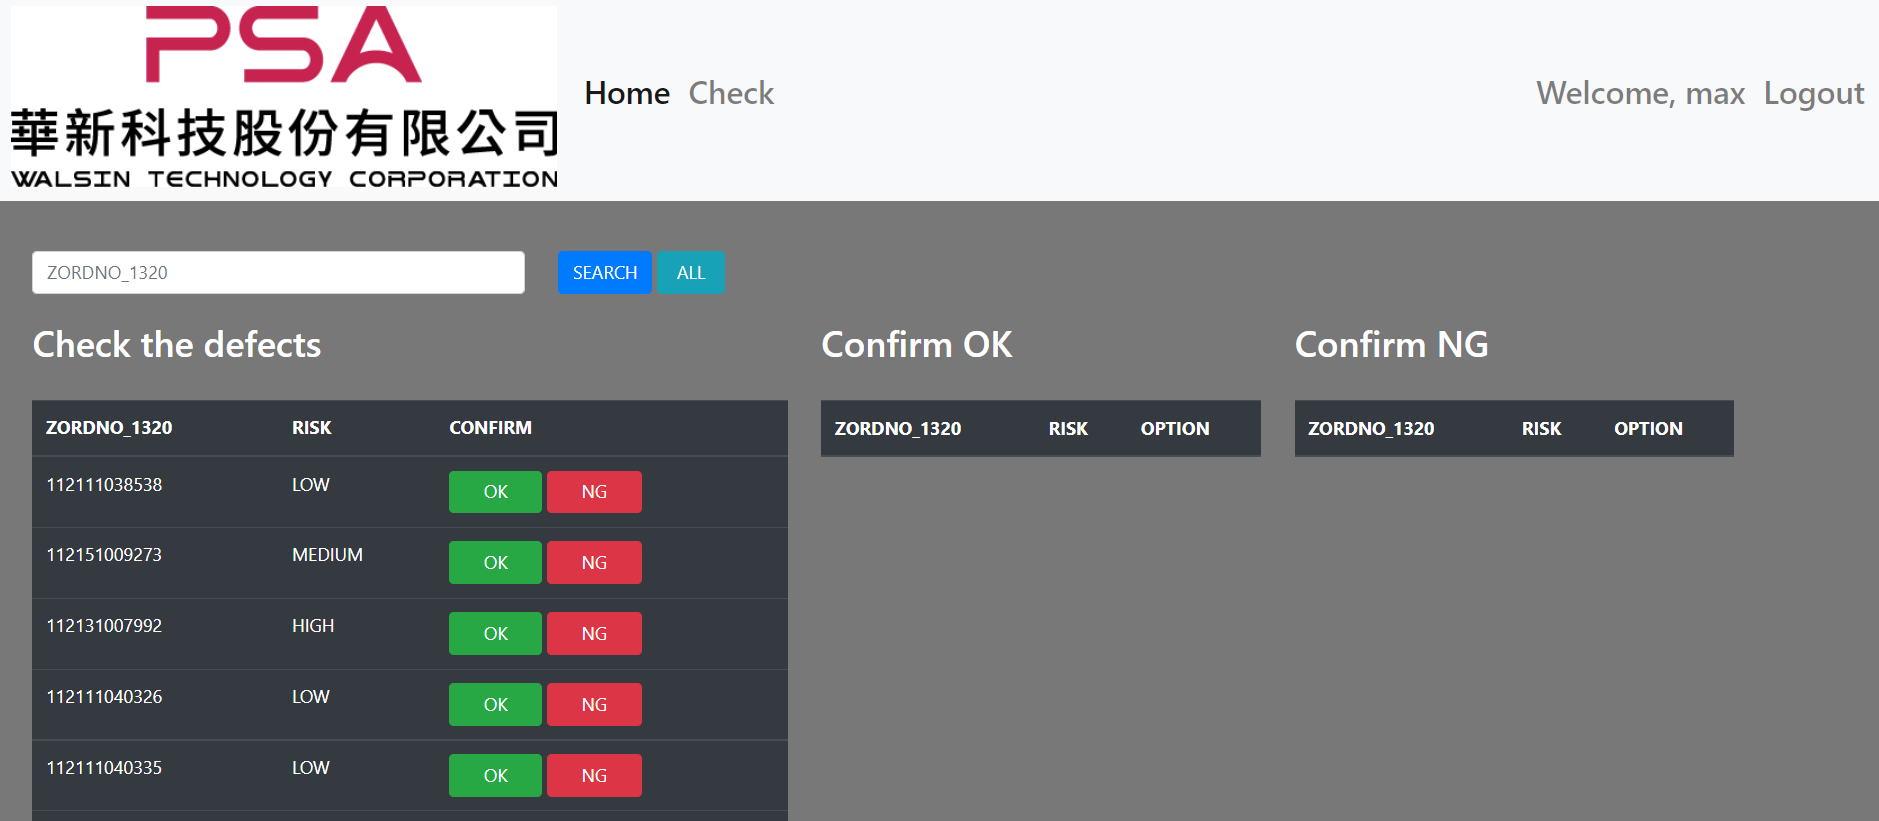 PSA
華新科技股份有限公司
WALSIN TECHNOLOGY CORPORATION
Home Check
Welcome, max Logout
ZORDNO_1320
SEARCH ALL
Check the defects
ZORDNO_1320 RISK CONFIRM
112111038538 LOW OK NG
112151009273 MEDIUM OK NG
112131007992 HIGH OK NG
112111040326 LOW OK NG
112111040335 LOW OK NG
Confirm OK
ZORDNO_1320 RISK OPTION
Confirm NG
ZORDNO_1320 RISK OPTION